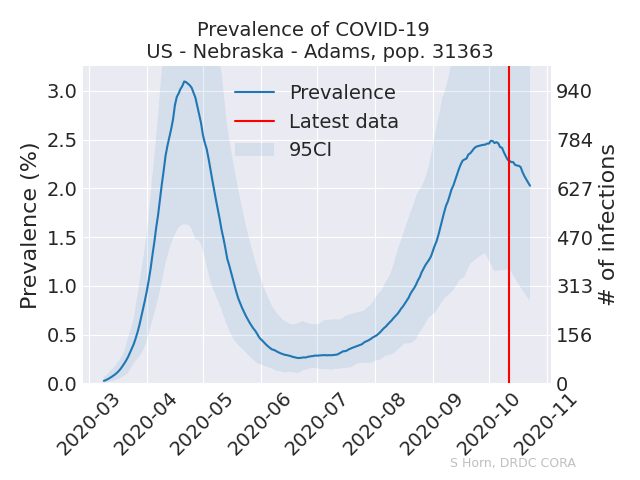 Prevalence of COVID-19
US - Nebraska - Adams, pop. 31363
Prevalence
Latest data
95CI
Prevalence (%)
3.0
2.5
2.0
1.5
1.0
0.5
0.0
940
784
627
470
313
156
0
# of infections
2020-03
2020-04
2020-05
2020-06
2020-07
2020-08
2020-09
2020-10
2020-11
S Horn, DRDC CORA